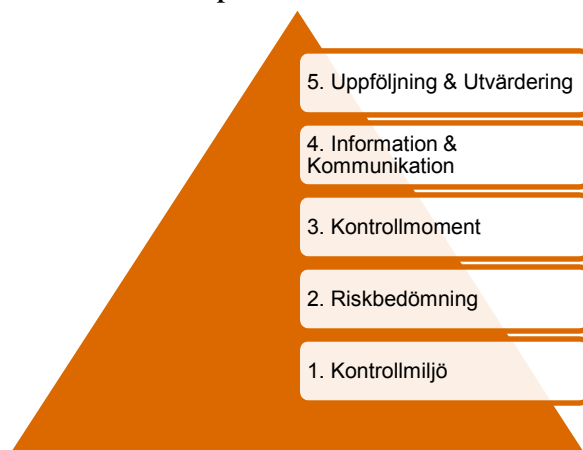 5. Uppföljning & Utvärdering
4. Information &
Kommunikation
3. Kontrollmoment
2. Riskbedömning
1. Kontrollmiljö